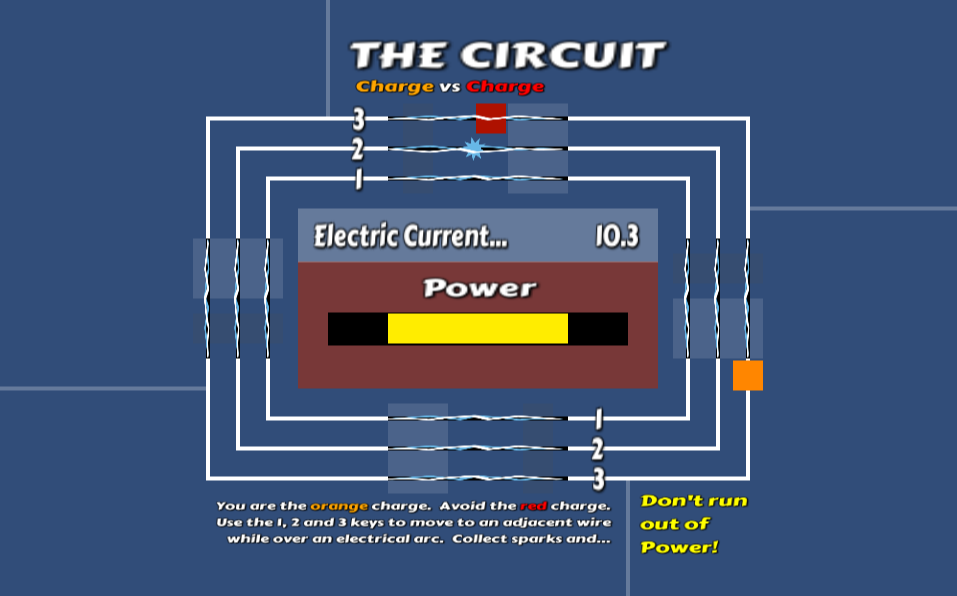 THE CIRCUIT
Charge vs Charge
3
2
1
Electric Current... 10.3
Power
1
2
3
You are the orange charge. Avoid the red charge.
Use the 1, 2 and 3 keys to move to an adjacent wire
while over an electrical arc. Collect sparks and...
Don't run
out of
Power!